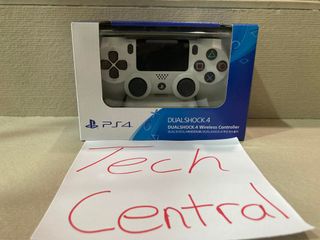 PS4
DUALSHOCK 4
DUALSHOCK 4 Wireless Controller
Tech
Central